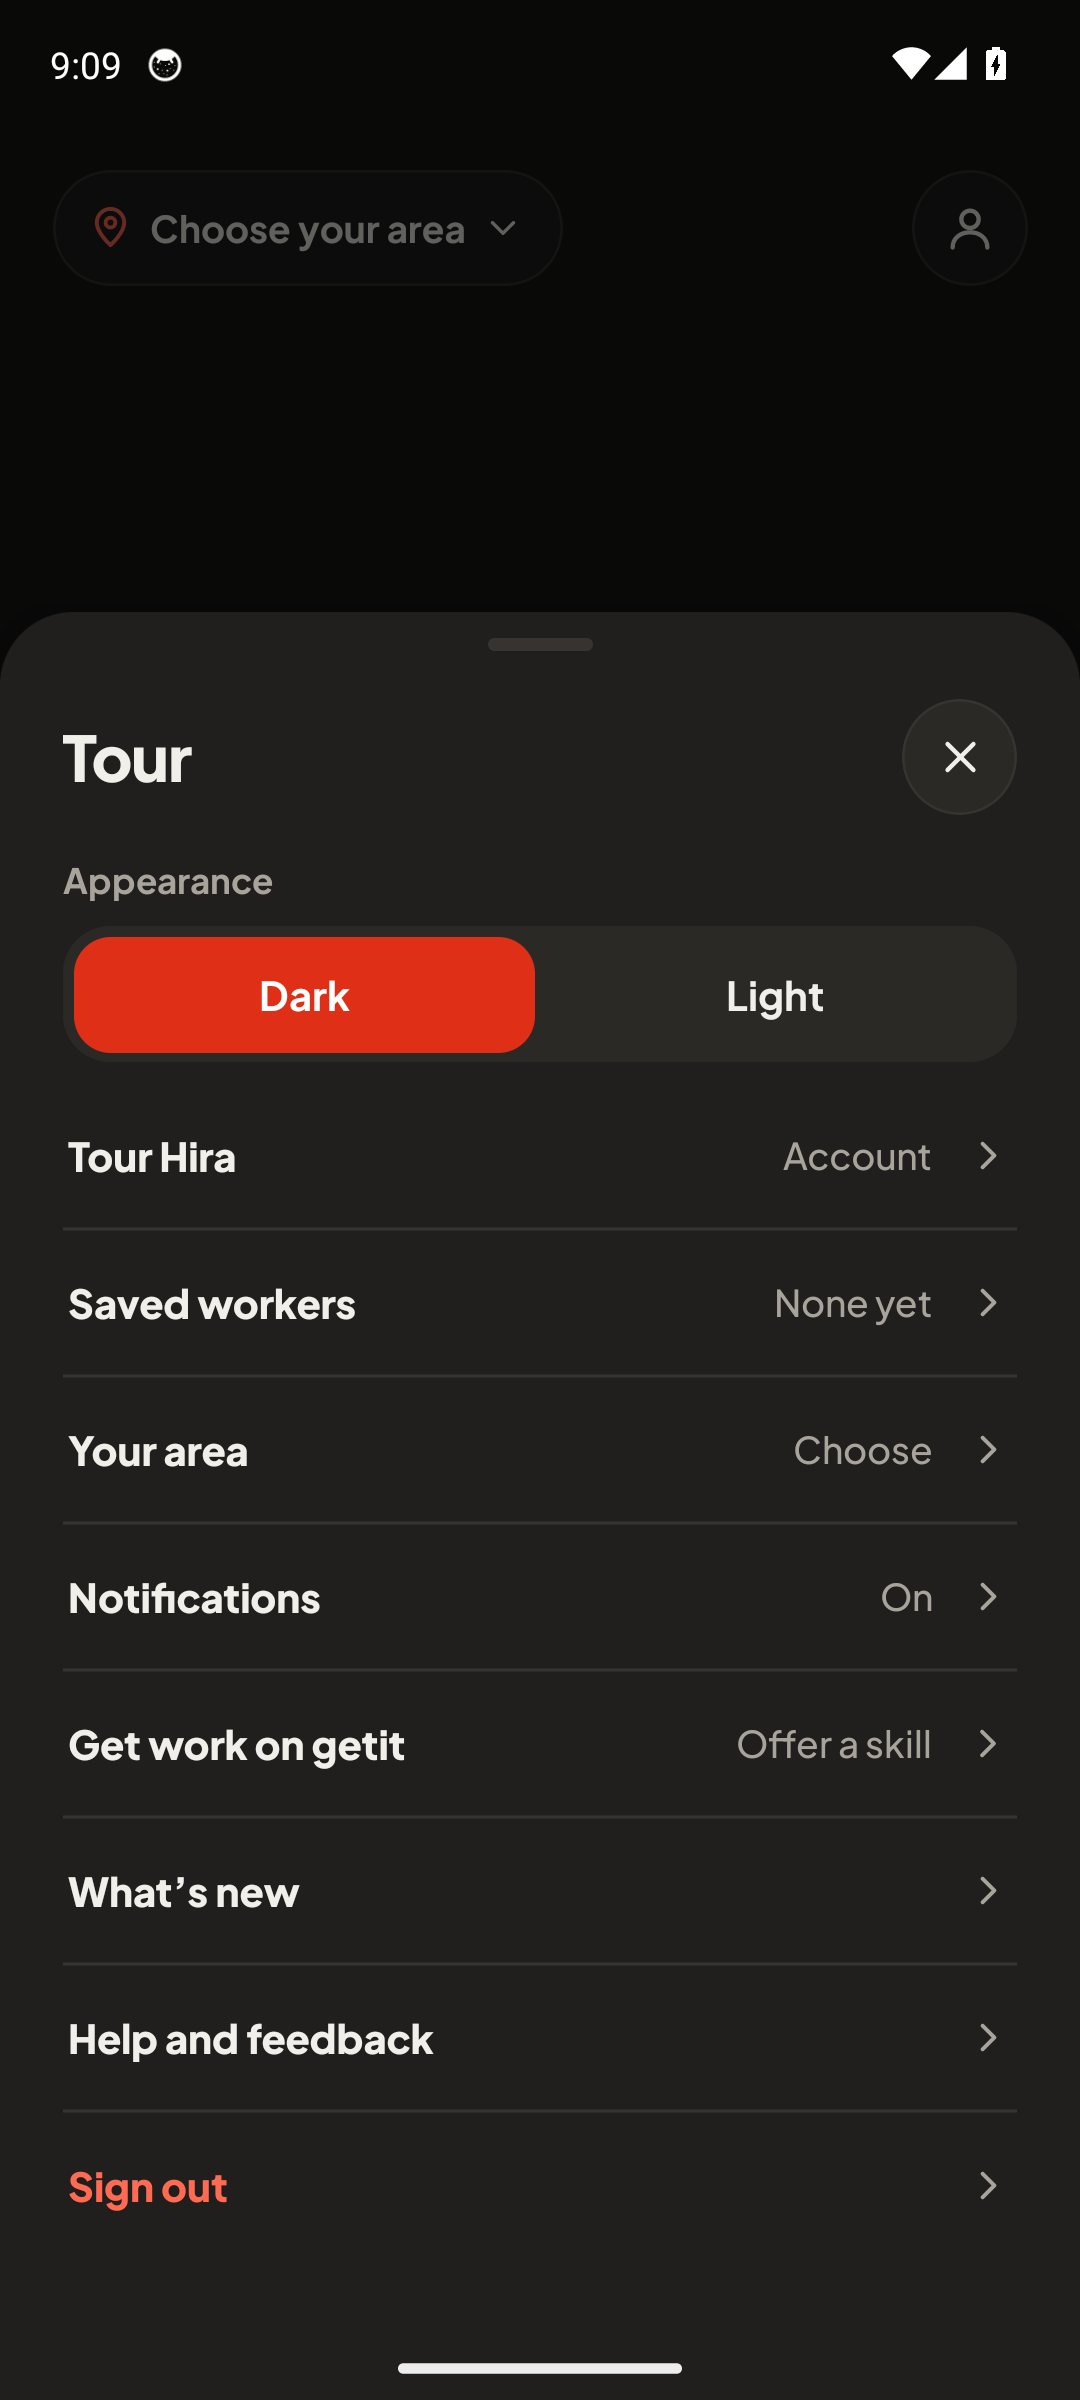 9:09
Choose your area
Tour
Appearance
Dark
Light
Tour Hira
Account
Saved workers
None yet
Your area
Choose
Notifications
On
Get work on getit
Offer a skill
What’s new
Help and feedback
Sign out